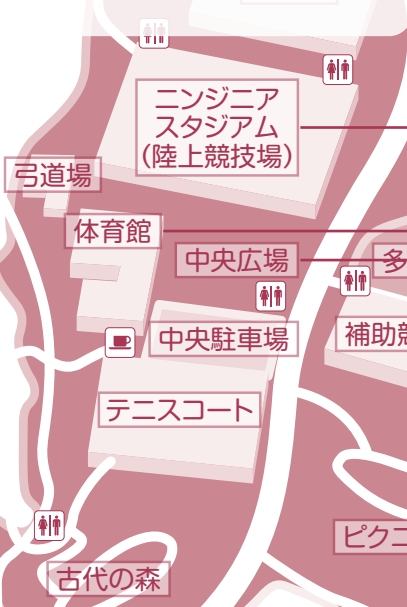 ニンジニア
スタジアム
(陸上競技場)
弓道場
体育館
中央広場
多
中央駐車場
補助競
テニスコート
ピクニ
古代の森